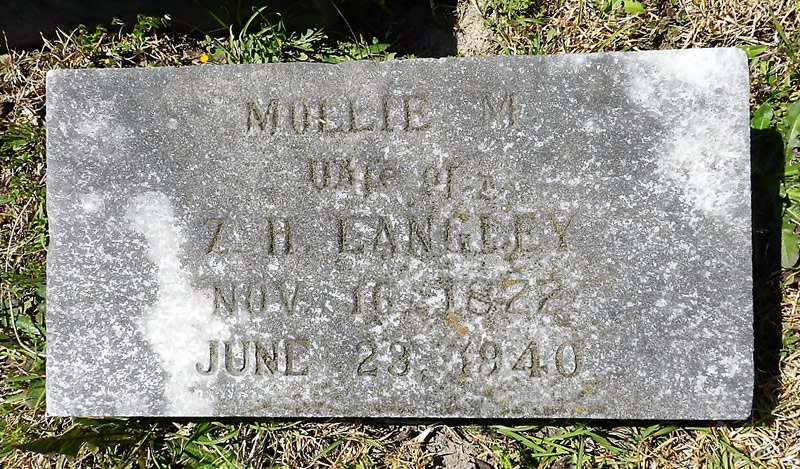 MOLLIE M
Wife of
Z. H. LANGLEY
NOV 16, 1877
JUNE 23, 1940